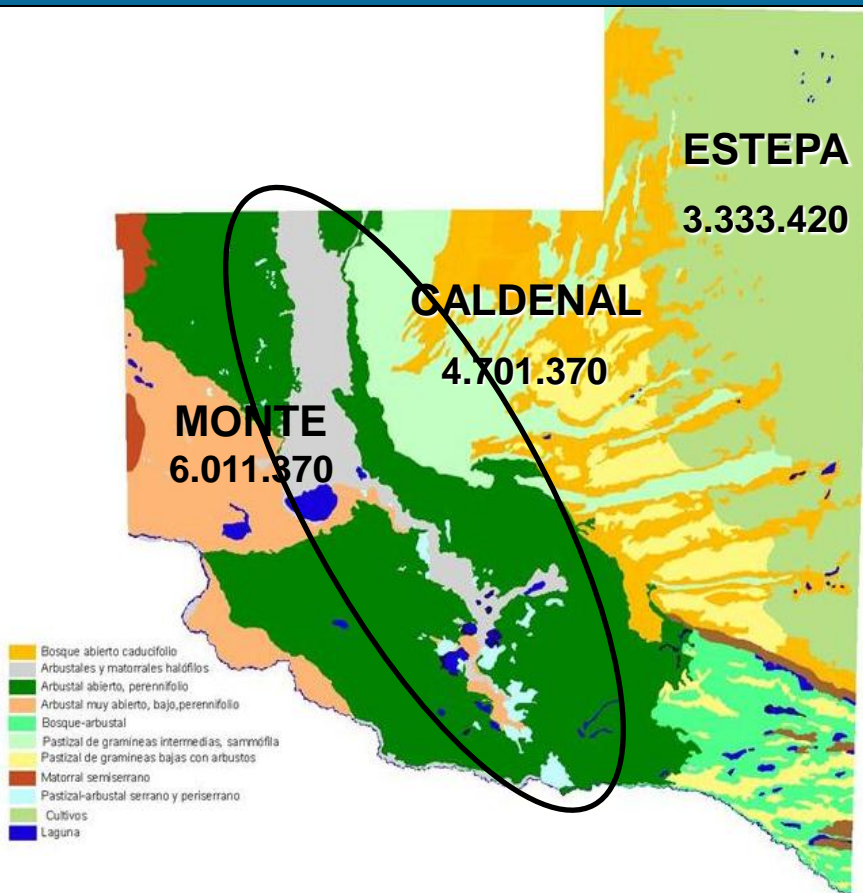 ESTEPA
3.333.420
CALDENAL
4.701.370
MONTE
6.011.370
Bosque abierto caducifolio
Arbustales y matorrales halófilos
Arbustal abierto, perennifolio
Arbustal muy abierto, bajo,perennifolio
Bosque-arbustal
Pastizal de gramineas intermedias, sammófila
Pastizal de gramineas bajas con arbustos
Matorral semiserrano
Pastizal-arbustal serrano y periserrano
Cultivos
Laguna